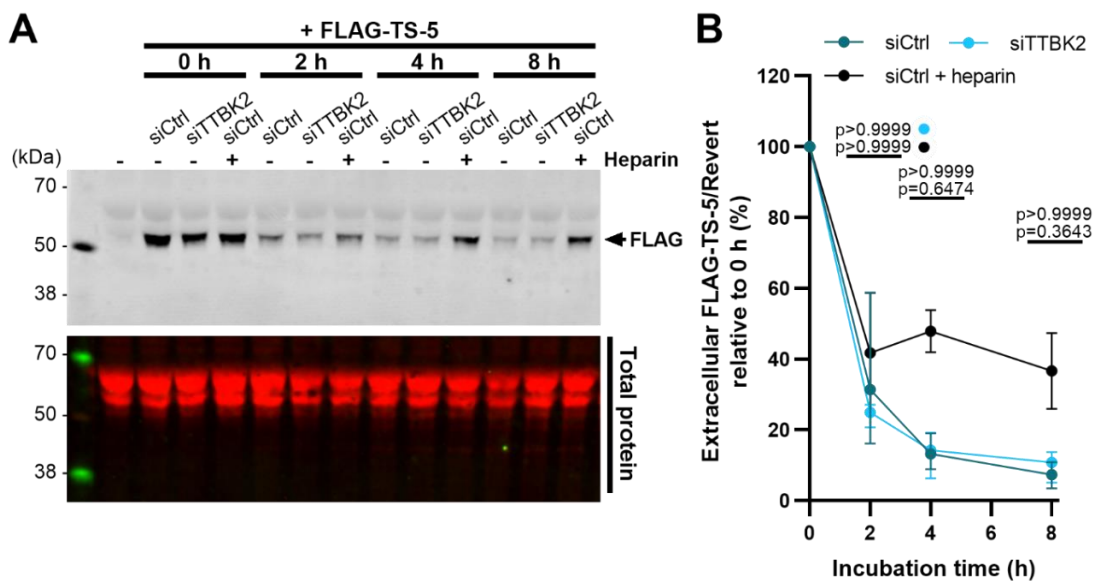 A
+ FLAG-TS-5
0 h 2 h 4 h 8 h
siCtrl siTTBK2 siCtrl siCtrl siTTBK2 siCtrl siCtrl siTTBK2 siCtrl siCtrl siTTBK2 siCtrl
(kDa) - - - + - - + - - + - - + Heparin
70 -
50 -
38 -
FLAG
70 -
50 -
38 -
Total protein
B
siCtrl siTTBK2
siCtrl + heparin
120
100
80
60
40
20
0
Extracellular FLAG-TS-5/Revert
relative to 0 h (%)
p>0.9999
p>0.9999
p>0.9999
p=0.6474
p>0.9999
p=0.3643
0 2 4 6 8
Incubation time (h)